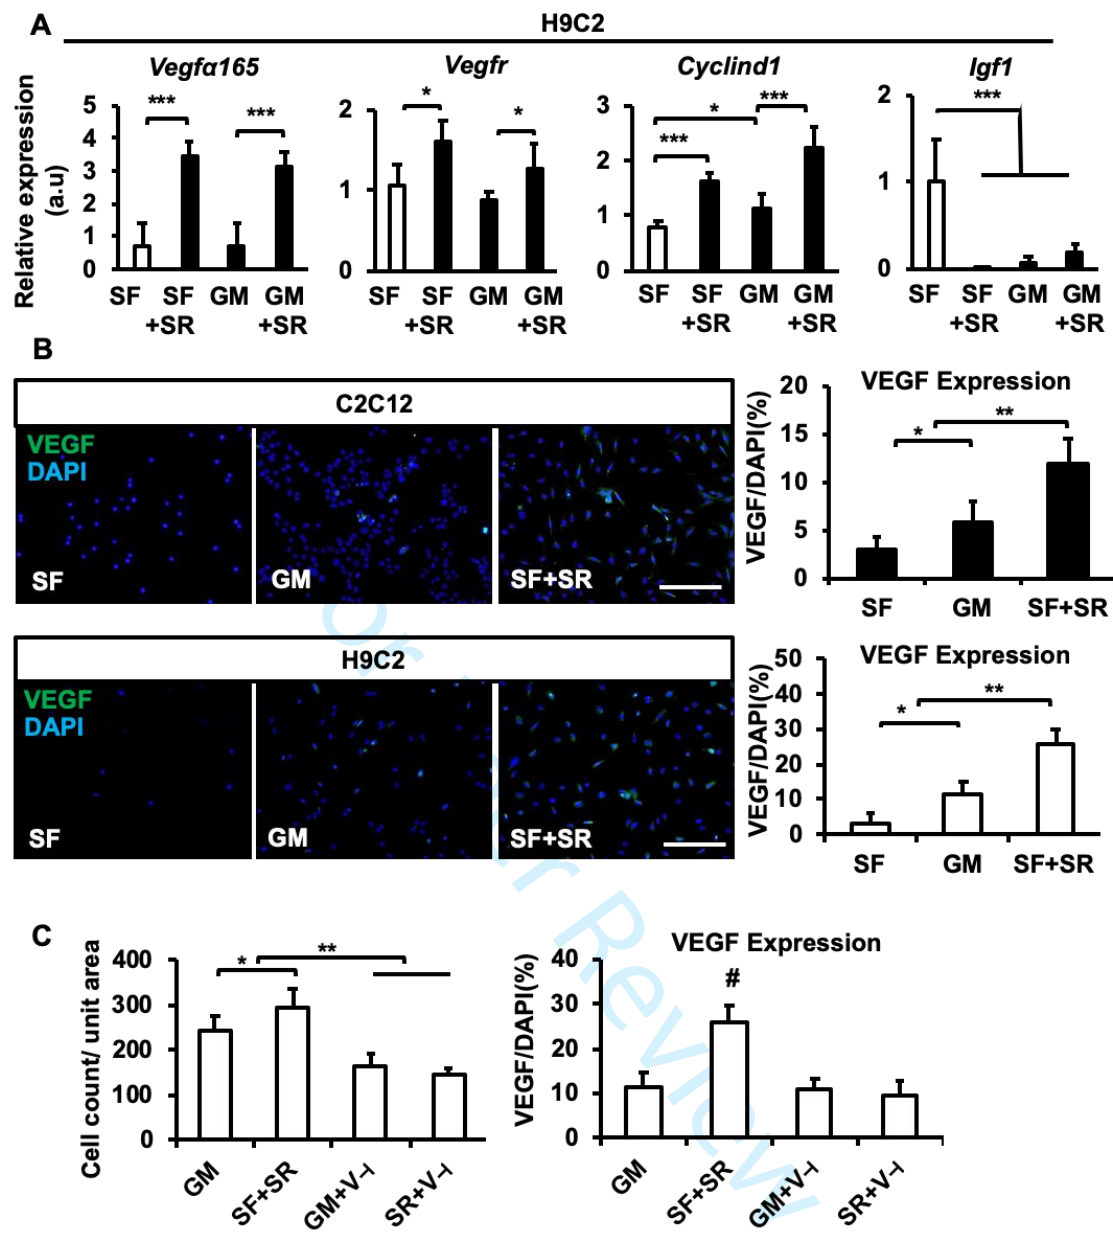 A
H9C2
Vegfα165
Vegfr
Cyclind1
Igf1
Relative expression
(a.u)
5
4
3
2
1
0
***
***
SF
SF
+SR
GM
GM
+SR
2
1
0
*
*
SF
SF
+SR
GM
GM
+SR
3
2
1
0
***
*
***
SF
SF
+SR
GM
GM
+SR
2
1
0
***
SF
SF
+SR
GM
GM
+SR
B
C2C12
VEGF
DAPI
SF
GM
SF+SR
VEGF Expression
VEGF/DAPI(%)
20
15
10
5
0
*
**
SF
GM
SF+SR
H9C2
VEGF
DAPI
SF
GM
SF+SR
VEGF Expression
VEGF/DAPI(%)
50
40
30
20
10
0
*
**
SF
GM
SF+SR
C
Cell count/ unit area
400
300
200
100
0
*
**
GM
SF+SR
GM+V-I
SR+V-I
VEGF Expression
VEGF/DAPI(%)
40
30
20
10
0
#
GM
SF+SR
GM+V-I
SR+V-I
Review